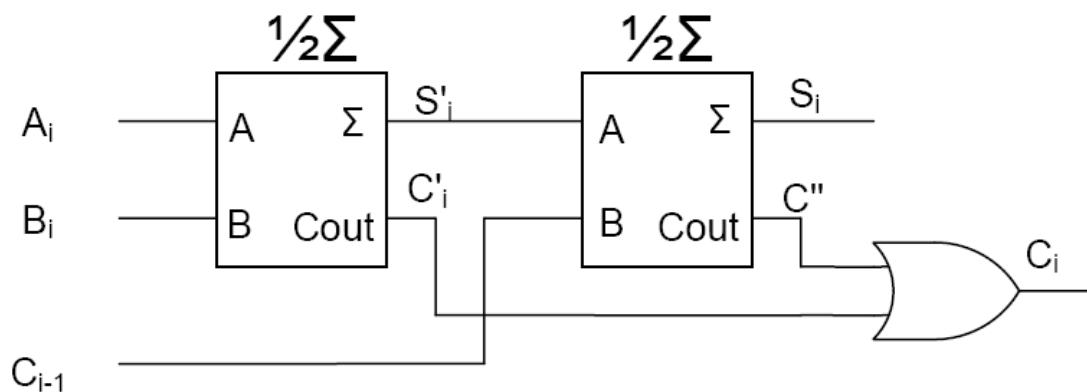 ½Σ ½Σ
Aᵢ A Σ S'ᵢ A Σ Sᵢ
Bᵢ B Cout C'ᵢ B Cout C"
Cᵢ
Cᵢ₋₁